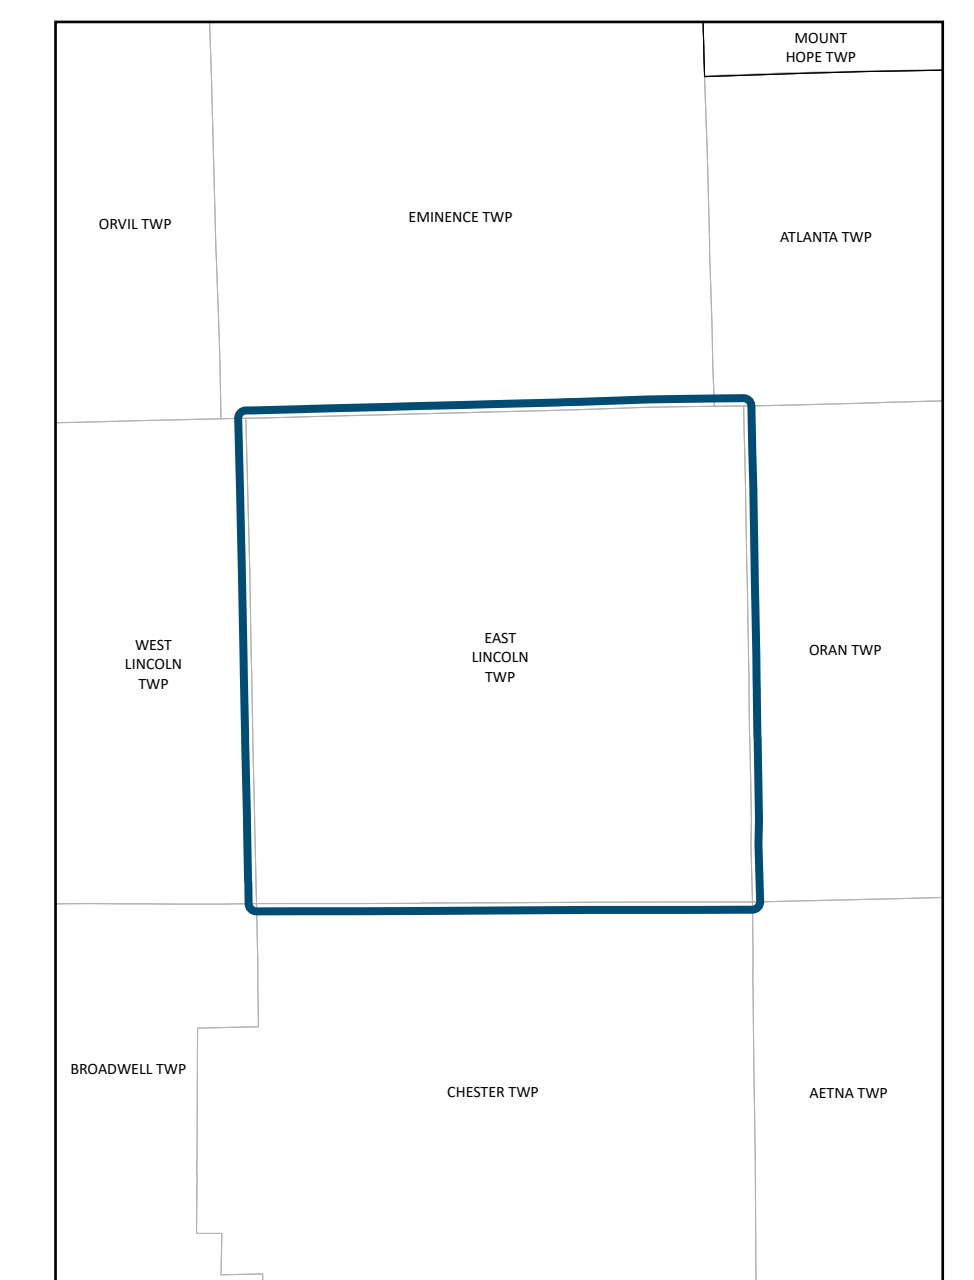 MOUNT
HOPE TWP
ORVIL TWP
EMINENCE TWP
ATLANTA TWP
WEST
LINCOLN
TWP
EAST
LINCOLN
TWP
ORAN TWP
BROADWELL TWP
CHESTER TWP
AETNA TWP